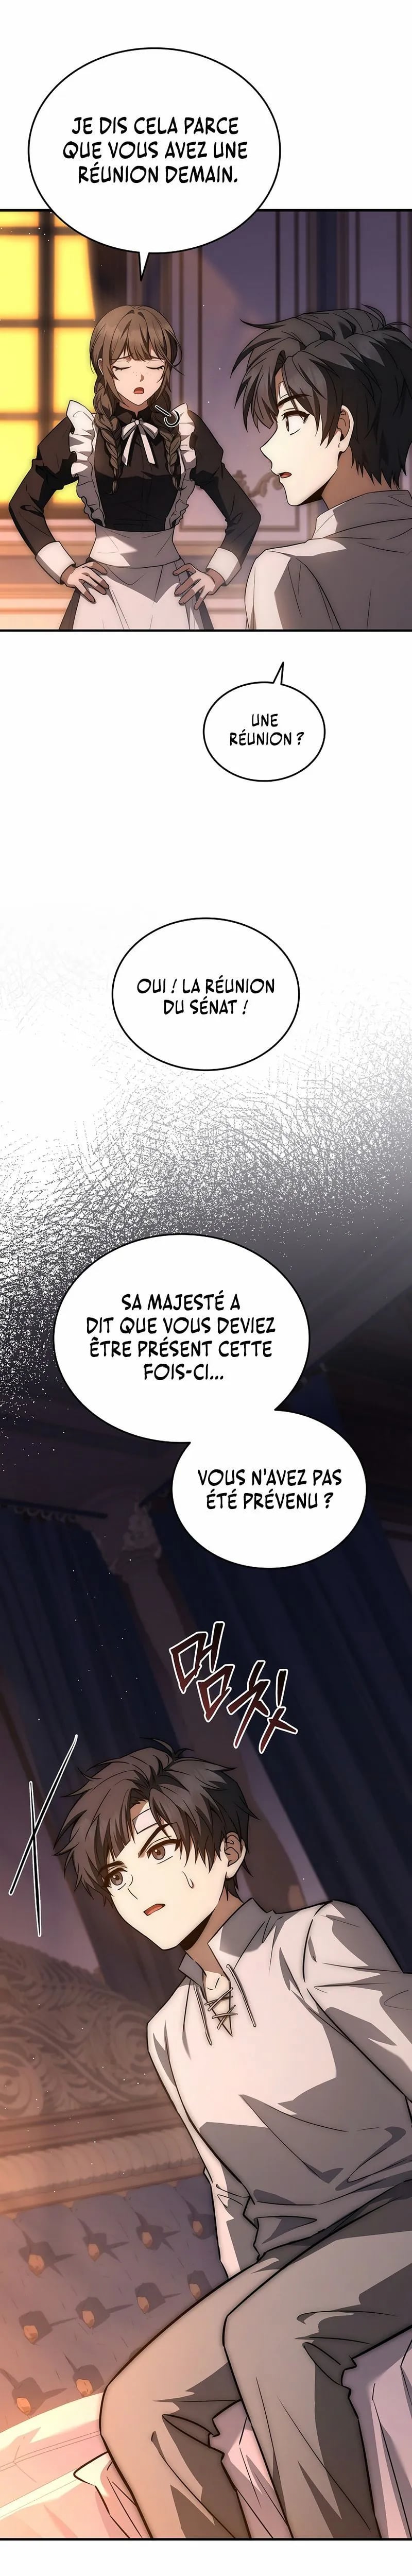 JE DIS CELA PARCE
QUE VOUS AVEZ UNE
RÉUNION DEMAIN.
UNE
RÉUNION ?
OUI ! LA RÉUNION
DU SÉNAT !
SA MAJESTÉ A
DIT QUE VOUS DEVIEZ
ÊTRE PRÉSENT CETTE
FOIS-CI...
VOUS N'AVEZ PAS
ÉTÉ PRÉVENU ?
멈칫